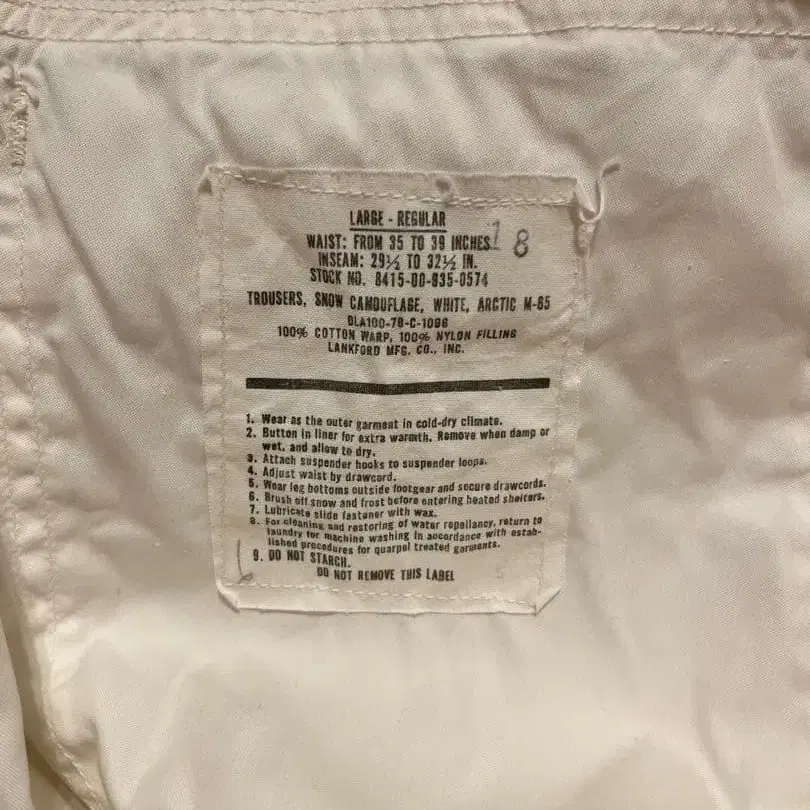 LARGE - REGULAR
WAIST: FROM 35 TO 39 INCHES 18
INSEAM: 29½ TO 32½ IN.
STOCK NO. 8415-00-935-0574
TROUSERS, SNOW CAMOUFLAGE, WHITE, ARCTIC M-65
DLA100-78-C-1066
100% COTTON WARP, 100% NYLON FILLING
LANKFORD MFG. CO., INC.
1. Wear as the outer garment in cold-dry climate.
2. Button in liner for extra warmth. Remove when damp or
wet, and allow to dry.
3. Attach suspender hooks to suspender loops.
4. Adjust waist by drawcord.
5. Wear leg bottoms outside footgear and secure drawcords.
6. Brush off snow and frost before entering heated shelters.
7. Lubricate slide fastener with wax.
8. For cleaning and restoring of water repellancy, return to
laundry for machine washing in accordance with estab-
lished procedures for quarpel treated garments.
9. DO NOT STARCH.
DO NOT REMOVE THIS LABEL